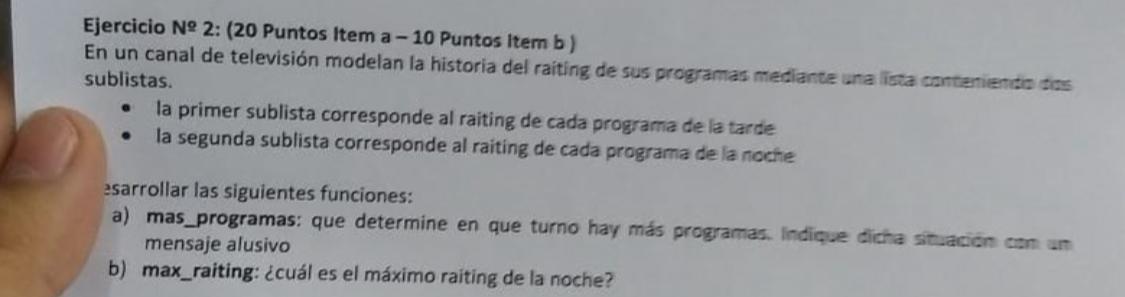 Ejercicio Nº 2: (20 Puntos Item a – 10 Puntos Item b )
En un canal de televisión modelan la historia del raiting de sus programas mediante una lista conteniendo dos
sublistas.
• la primer sublista corresponde al raiting de cada programa de la tarde
• la segunda sublista corresponde al raiting de cada programa de la noche
esarrollar las siguientes funciones:
a) mas_programas: que determine en que turno hay más programas. Indique dicha situación con un
mensaje alusivo
b) max_raiting: ¿cuál es el máximo raiting de la noche?